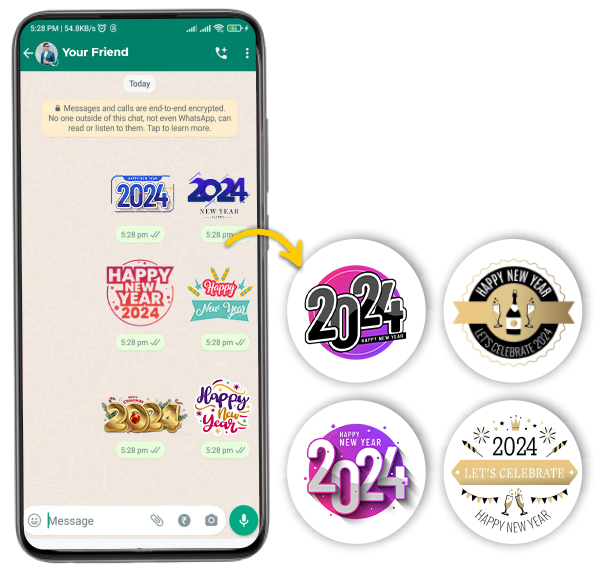 5:28 PM | 54.8KB/s
Your Friend
Today
Messages and calls are end-to-end encrypted.
No one outside of this chat, not even WhatsApp, can
read or listen to them. Tap to learn more.
HAPPY NEW YEAR
2024
2024
NEW YEAR
HAPPY
5:28 pm
5:28 pm
HAPPY
NEW
YEAR
2024
Happy
New Year
5:28 pm
5:28 pm
Christmas
2024
Happy
New
Year
5:28 pm
5:28 pm
Message
2024
HAPPY NEW YEAR
HAPPY NEW YEAR
LET'S CELEBRATE 2024
HAPPY
NEW YEAR
2024
2024
LET'S CELEBRATE
HAPPY NEW YEAR